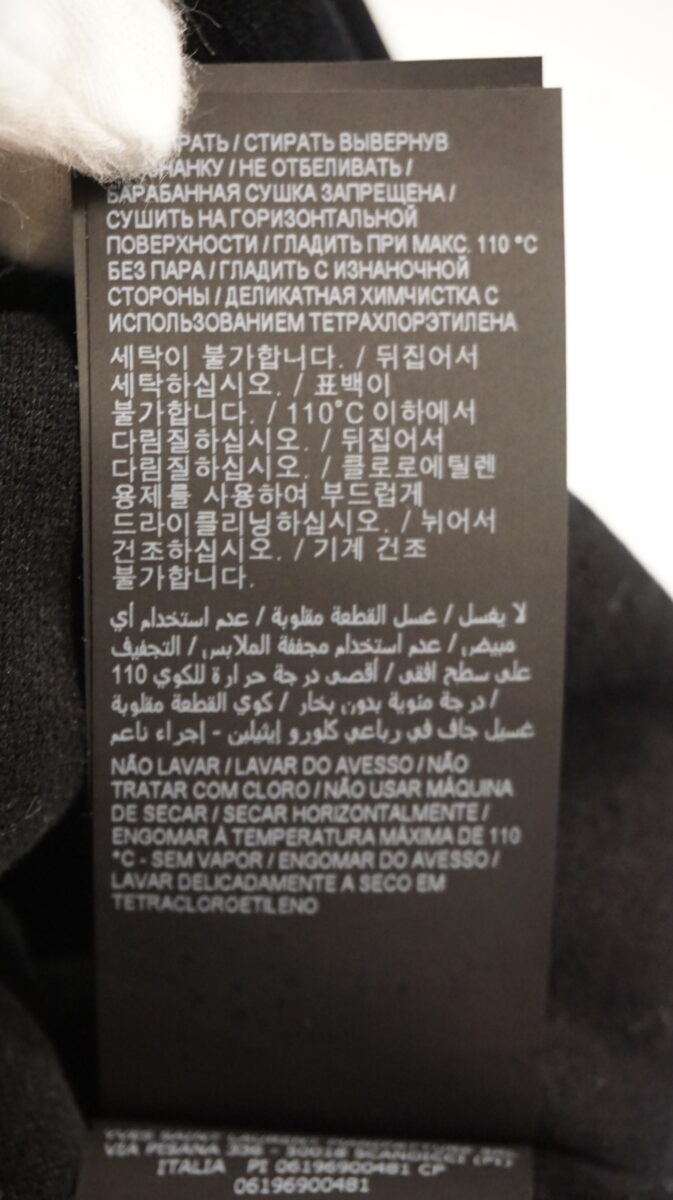 СТИРАТЬ ВЫВЕРНУВ
НЕ ОТБЕЛИВАТЬ /
БАРАБАННАЯ СУШКА ЗАПРЕЩЕНА /
СУШИТЬ НА ГОРИЗОНТАЛЬНОЙ
ПОВЕРХНОСТИ / ГЛАДИТЬ ПРИ МАКС. 110 °C
БЕЗ ПАРА / ГЛАДИТЬ С ИЗНАНОЧНОЙ
СТОРОНЫ / ДЕЛИКАТНАЯ ХИМЧИСТКА С
ИСПОЛЬЗОВАНИЕМ ТЕТРАХЛОРЭТИЛЕНА
세탁이 불가합니다. / 뒤집어서
세탁하십시오. / 표백이
불가합니다. / 110°C 이하에서
다림질하십시오. / 뒤집어서
다림질하십시오. / 클로로에틸렌
용제를 사용하여 부드럽게
드라이클리닝하십시오. / 뉘어서
건조하십시오. / 기계 건조
불가합니다.
لا يغسل / غسل القطعة مقلوبة / عدم استخدام أي
مبيض / عدم استخدام مجففة الملابس / التجفيف
على سطح افقي / أقصى درجة حرارة للكوي 110
/ درجة مئوية بدون بخار / كوي القطعة مقلوبة
غسيل جاف في رباعي كلورو إيثيلين - إجراء ناعم
NÃO LAVAR / LAVAR DO AVESSO / NÃO
TRATAR COM CLORO / NÃO USAR MÁQUINA
DE SECAR / SECAR HORIZONTALMENTE /
ENGOMAR À TEMPERATURA MÁXIMA DE 110
°C - SEM VAPOR / ENGOMAR DO AVESSO /
LAVAR DELICADAMENTE A SECO EM
TETRACLOROETILENO
VIA PISANA SCANDICCI (FI)
ITALIA PI 06196900481 CF
06196900481